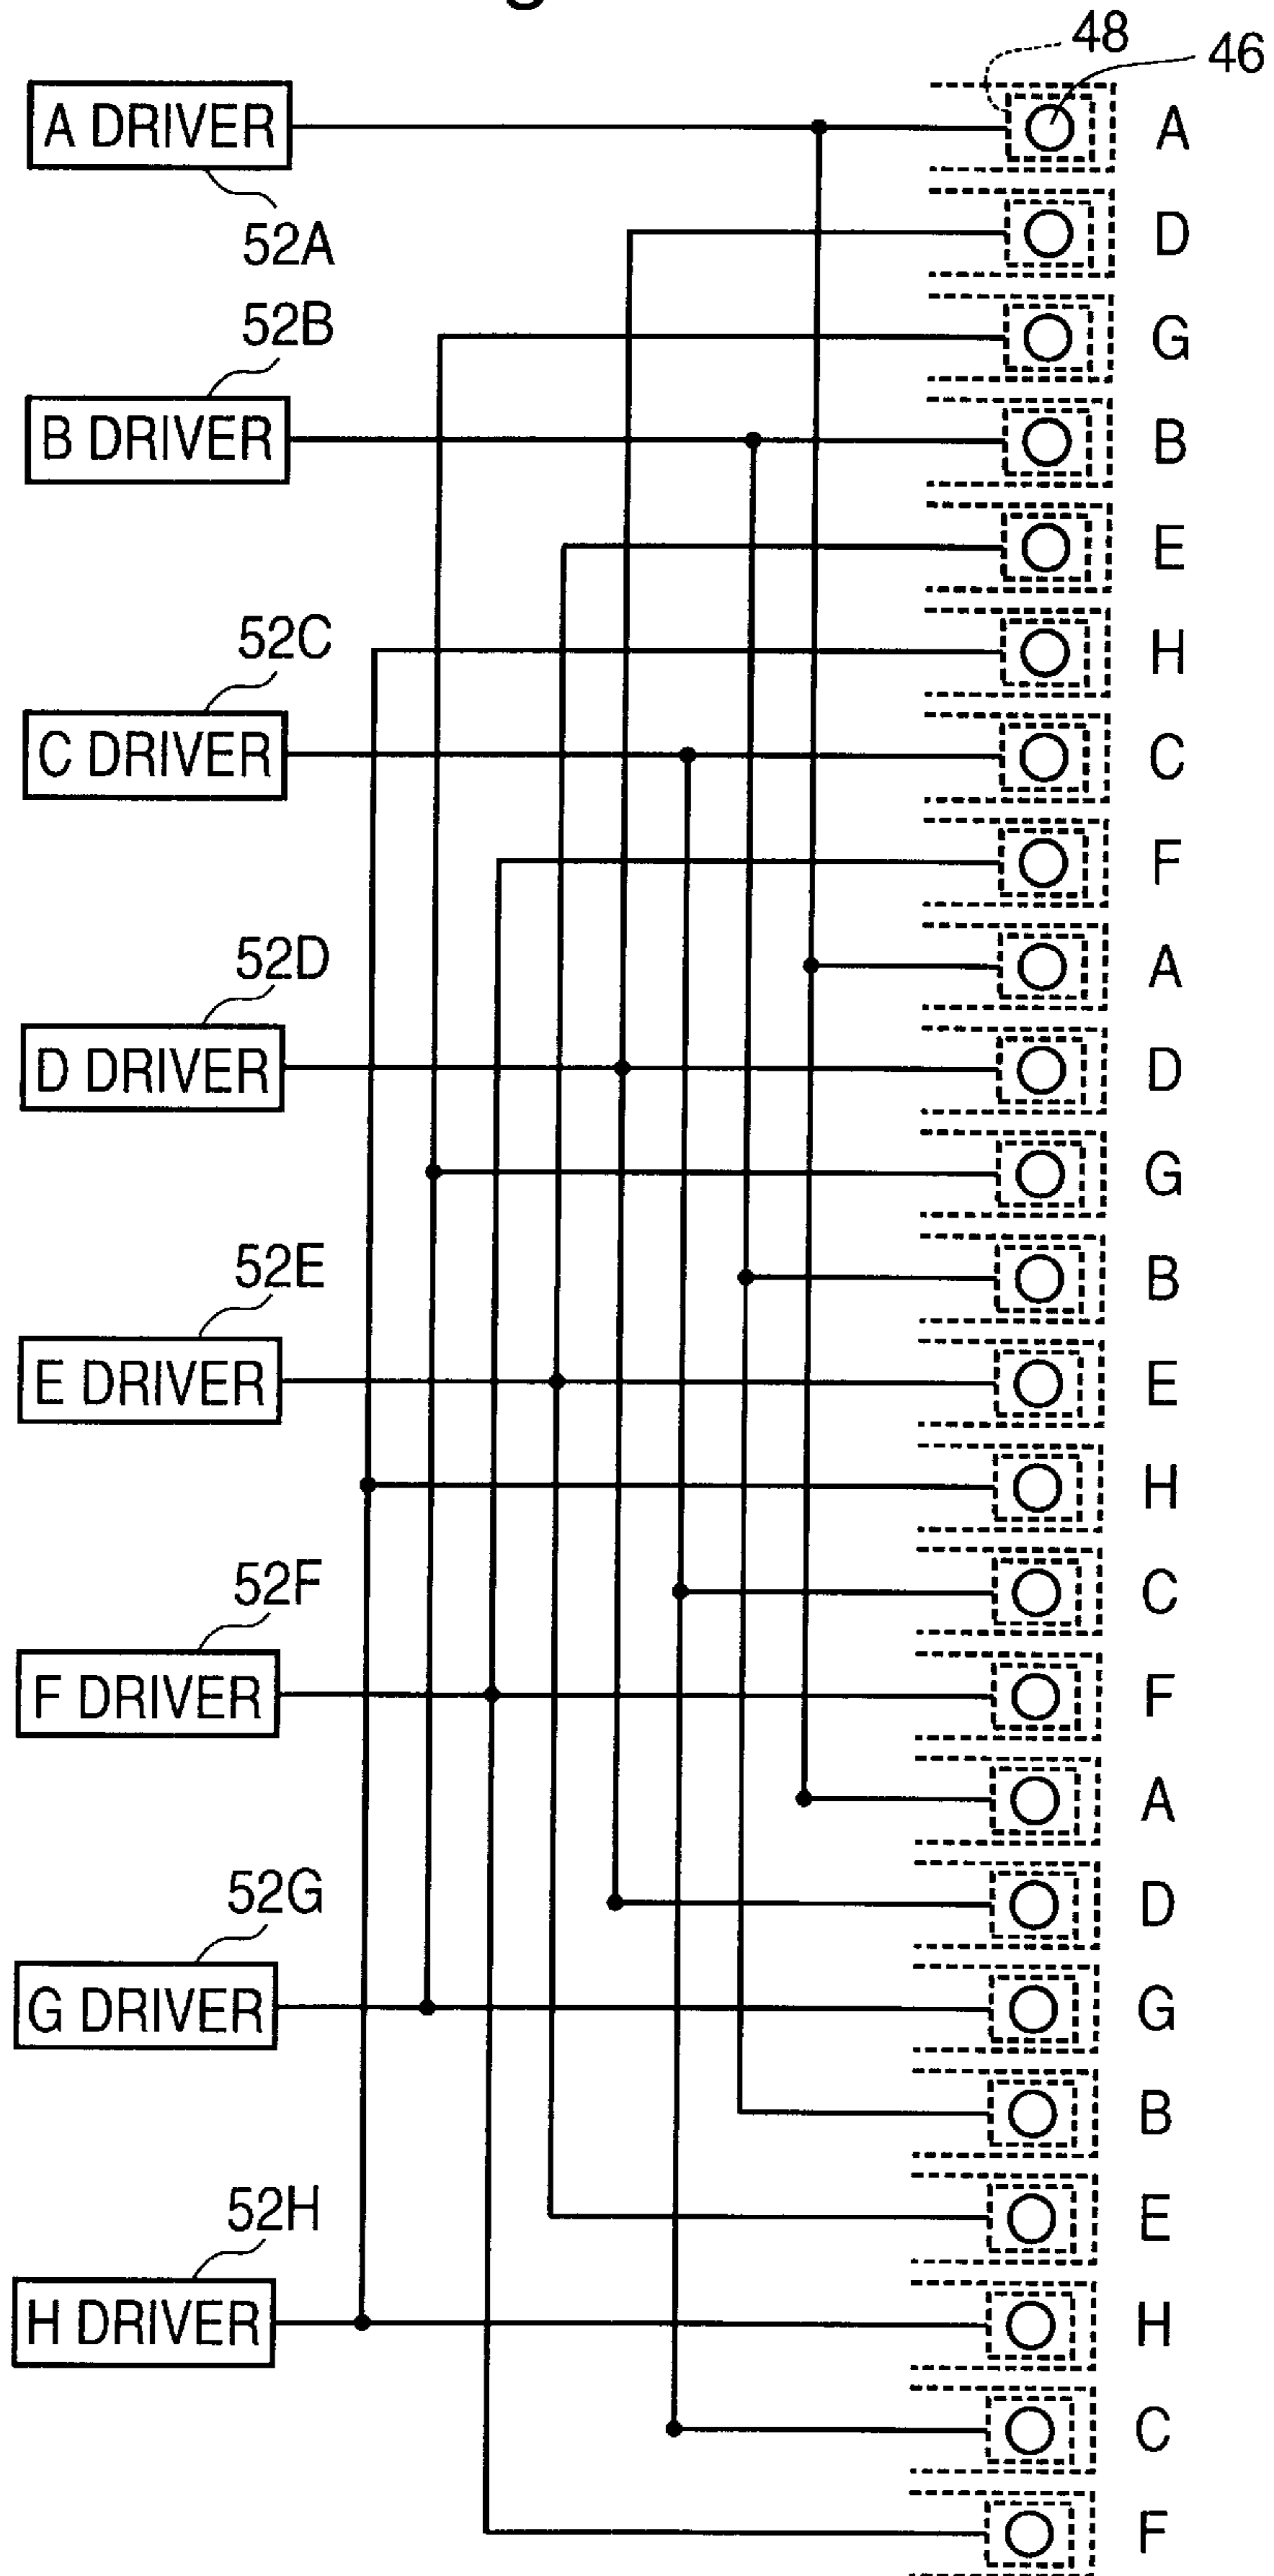 48
46
A DRIVER
A
52A
D
52B
G
B DRIVER
B
E
52C
H
C DRIVER
C
F
52D
A
D DRIVER
D
G
52E
B
E DRIVER
E
H
52F
C
F DRIVER
F
A
52G
D
G DRIVER
G
B
52H
E
H DRIVER
H
C
F